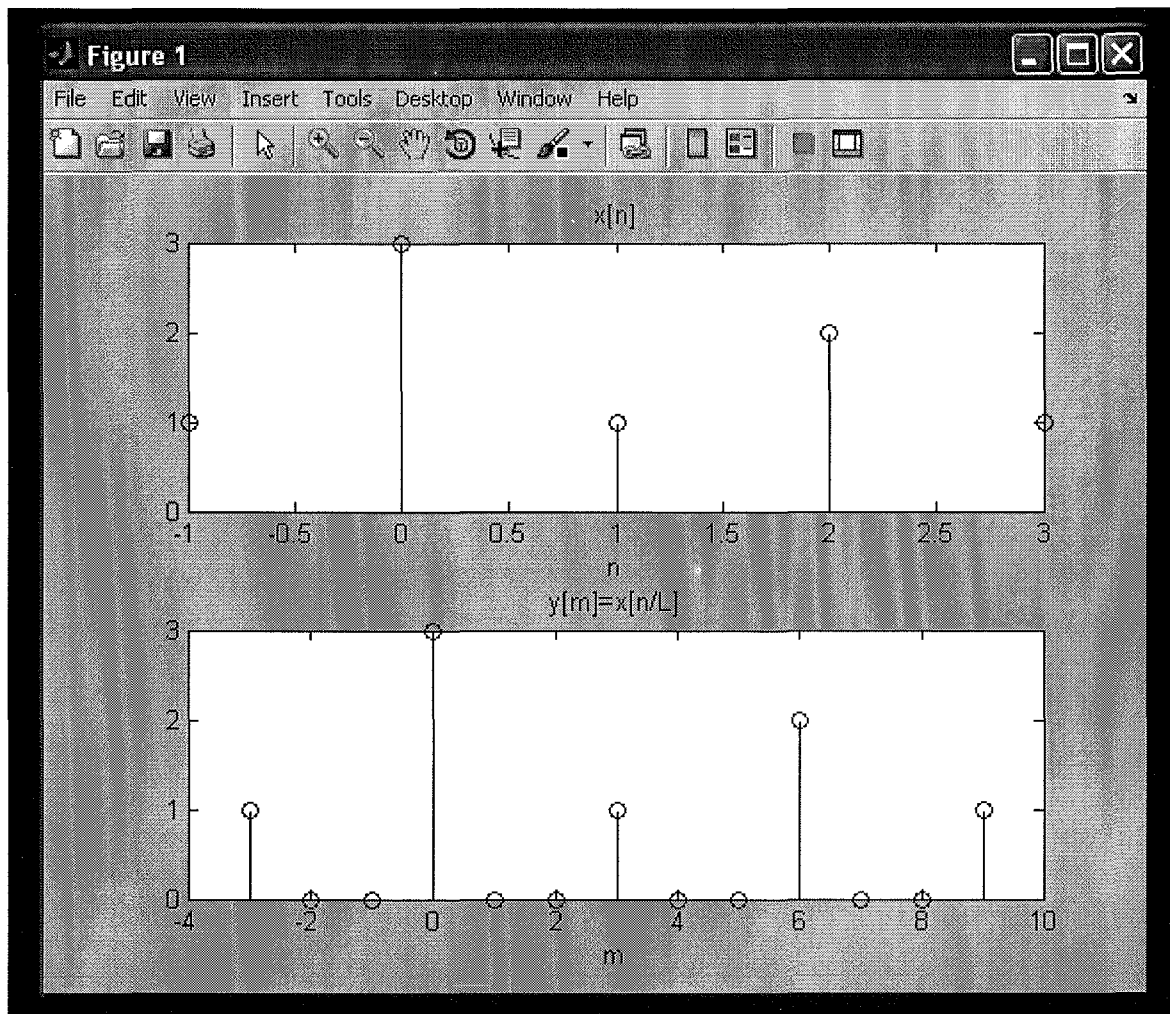 Figure 1
File Edit View Insert Tools Desktop Window Help
x[n]
3
2
1
0
-1 -0.5 0 0.5 1 1.5 2 2.5 3
n
y[m]=x[n/L]
3
2
1
0
-4 -2 0 2 4 6 8 10
m